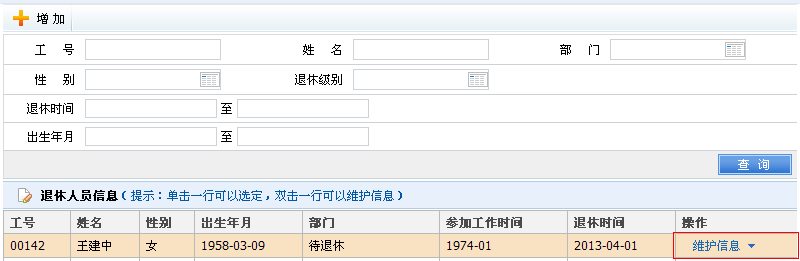 增 加
工 号 姓 名 部 门
性 别 退休级别
退休时间 至
出生年月 至
查 询
退休人员信息（提示：单击一行可以选定，双击一行可以维护信息）
工号 姓名 性别 出生年月 部门 参加工作时间 退休时间 操作
00142 王建中 女 1958-03-09 待退休 1974-01 2013-04-01 维护信息